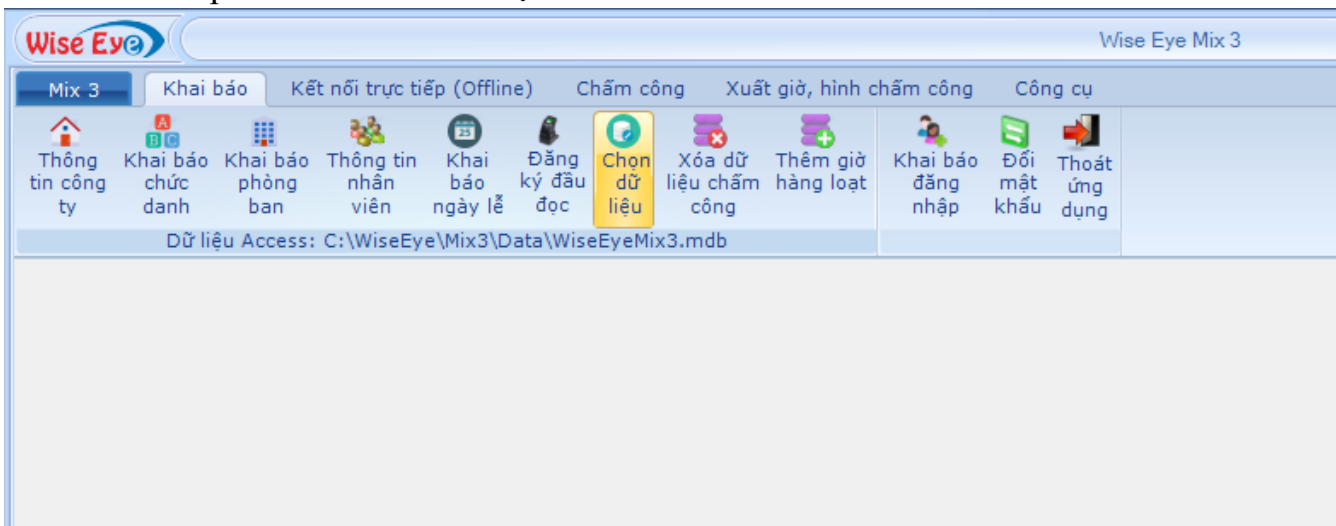 Wise Eye
Wise Eye Mix 3
Mix 3 Khai báo Kết nối trực tiếp (Offline) Chấm công Xuất giờ, hình chấm công Công cụ
A
B C
25
Thông Khai báo Khai báo Thông tin Khai Đăng Chọn Xóa dữ Thêm giờ Khai báo Đổi Thoát
tin công chức phòng nhân báo ký đầu dữ liệu chấm hàng loạt đăng mật ứng
ty danh ban viên ngày lễ đọc liệu công nhập khẩu dụng
Dữ liệu Access: C:\WiseEye\Mix3\Data\WiseEyeMix3.mdb